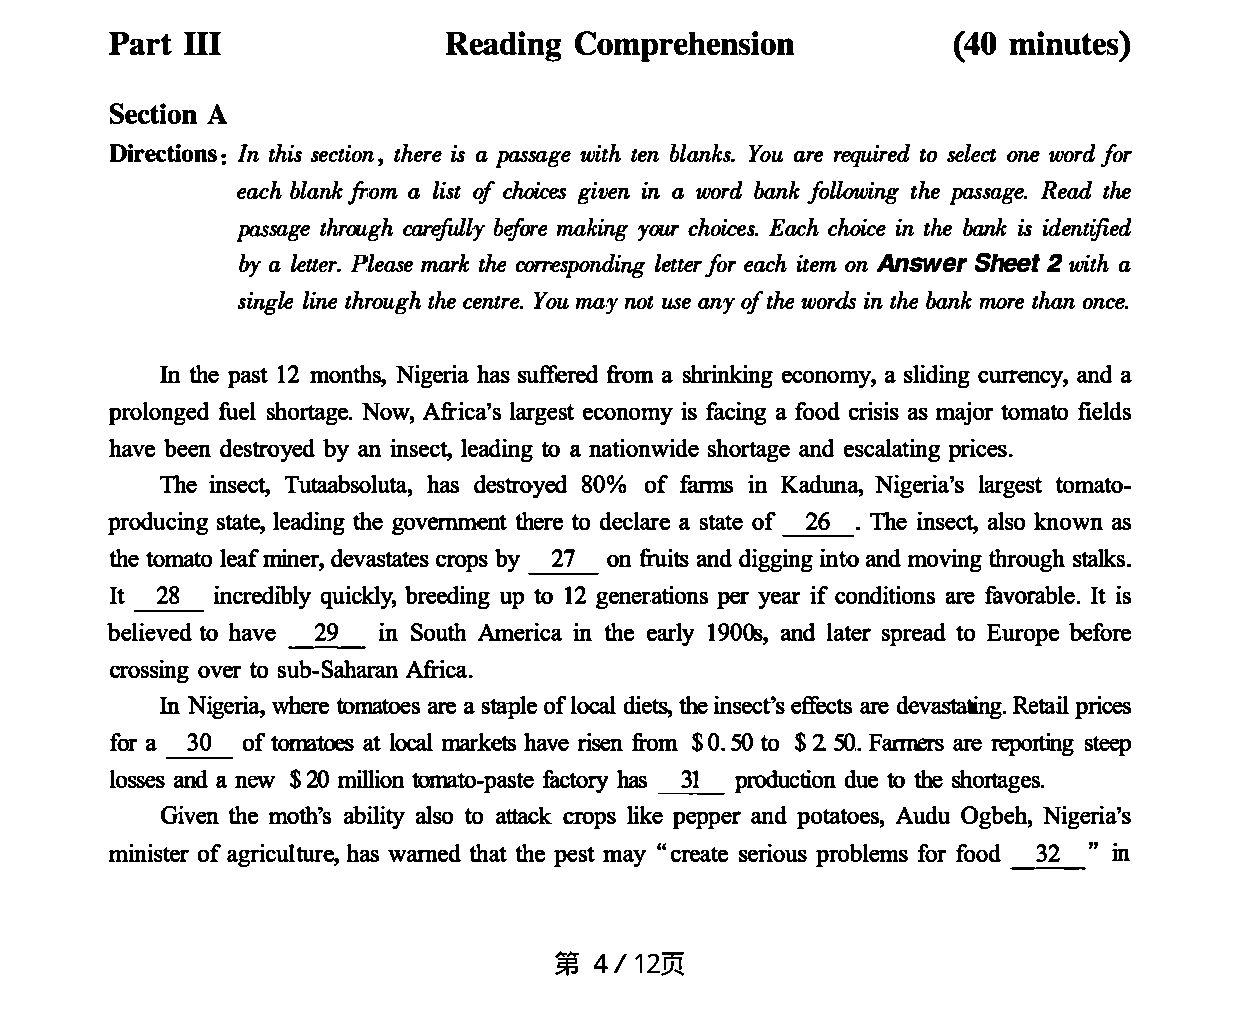 Part III Reading Comprehension (40 minutes)
Section A
Directions: In this section, there is a passage with ten blanks. You are required to select one word for
each blank from a list of choices given in a word bank following the passage. Read the
passage through carefully before making your choices. Each choice in the bank is identified
by a letter. Please mark the corresponding letter for each item on Answer Sheet 2 with a
single line through the centre. You may not use any of the words in the bank more than once.
In the past 12 months, Nigeria has suffered from a shrinking economy, a sliding currency, and a
prolonged fuel shortage. Now, Africa's largest economy is facing a food crisis as major tomato fields
have been destroyed by an insect, leading to a nationwide shortage and escalating prices.
The insect, Tutaabsoluta, has destroyed 80% of farms in Kaduna, Nigeria's largest tomato-
producing state, leading the government there to declare a state of 26 . The insect, also known as
the tomato leaf miner, devastates crops by 27 on fruits and digging into and moving through stalks.
It 28 incredibly quickly, breeding up to 12 generations per year if conditions are favorable. It is
believed to have 29 in South America in the early 1900s, and later spread to Europe before
crossing over to sub-Saharan Africa.
In Nigeria, where tomatoes are a staple of local diets, the insect's effects are devastating. Retail prices
for a 30 of tomatoes at local markets have risen from $0.50 to $2.50. Farmers are reporting steep
losses and a new $20 million tomato-paste factory has 31 production due to the shortages.
Given the moth's ability also to attack crops like pepper and potatoes, Audu Ogbeh, Nigeria's
minister of agriculture, has warned that the pest may "create serious problems for food 32 " in
第 4 / 12页